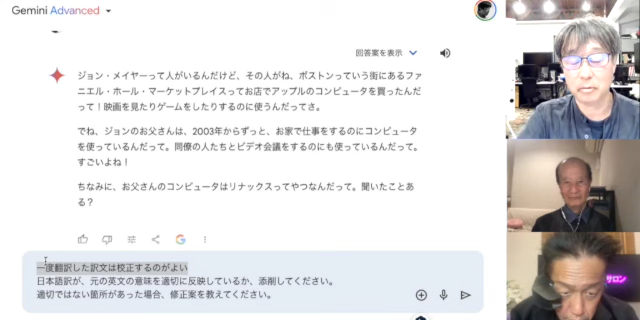 Gemini Advanced
回答案を表示
ジョン・メイヤーって人がいるんだけど、その人がね、ボストンっていう街にあるファ
ニエル・ホール・マーケットプレイスってお店でアップルのコンピュータを買ったんだ
って！映画を見たりゲームをしたりするのに使うんだってさ。
でね、ジョンのお父さんは、2003年からずっと、お家で仕事をするのにコンピュータ
を使っているんだって。同僚の人たちとビデオ会議をするのにも使っているんだって。
すごいよね！
ちなみに、お父さんのコンピュータはリナックスってやつなんだって。聞いたことあ
る？
一度翻訳した訳文は校正するのがよい
日本語訳が、元の英文の意味を適切に反映しているか、添削してください。
適切ではない箇所があった場合、修正案を教えてください。